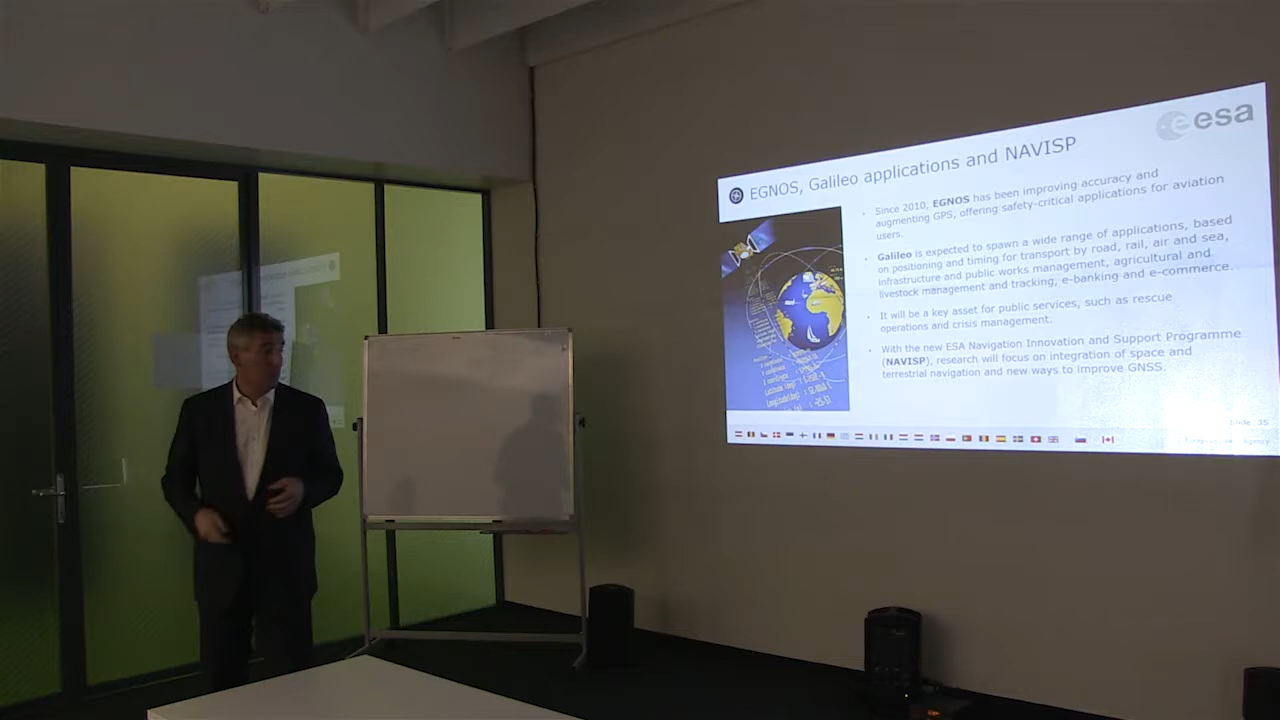 esa
EGNOS, Galileo applications and NAVISP
Since 2010, EGNOS has been improving accuracy and
augmenting GPS, offering safety-critical applications for aviation
users.
Galileo is expected to spawn a wide range of applications, based
on positioning and timing for transport by road, rail, air and sea,
infrastructure and public works management, agricultural and
livestock management and tracking, e-banking and e-commerce.
It will be a key asset for public services, such as rescue
operations and crisis management.
With the new ESA Navigation Innovation and Support Programme
(NAVISP), research will focus on integration of space and
terrestrial navigation and new ways to improve GNSS.
Slide 35
Agency